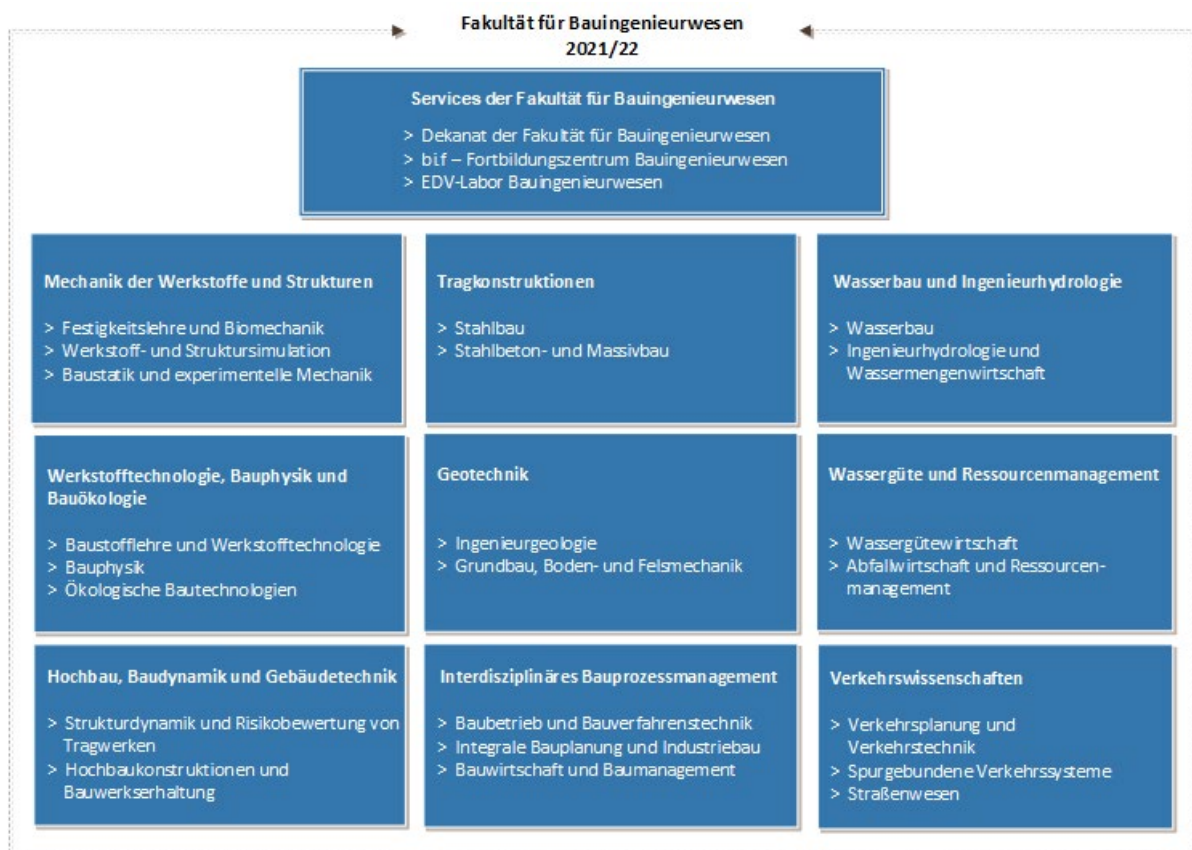 Fakultät für Bauingenieurwesen
2021/22
Services der Fakultät für Bauingenieurwesen
> Dekanat der Fakultät für Bauingenieurwesen
> bif – Fortbildungszentrum Bauingenieurwesen
> EDV-Labor Bauingenieurwesen
Mechanik der Werkstoffe und Strukturen
> Festigkeitslehre und Biomechanik
> Werkstoff- und Struktursimulation
> Baustatik und experimentelle Mechanik
Tragkonstruktionen
> Stahlbau
> Stahlbeton- und Massivbau
Wasserbau und Ingenieurhydrologie
> Wasserbau
> Ingenieurhydrologie und
Wassermengenwirtschaft
Werkstofftechnologie, Bauphysik und
Bauökologie
> Baustofflehre und Werkstofftechnologie
> Bauphysik
> Ökologische Bautechnologien
Geotechnik
> Ingenieurgeologie
> Grundbau, Boden- und Felsmechanik
Wassergüte und Ressourcenmanagement
> Wassergütewirtschaft
> Abfallwirtschaft und Ressourcen-
management
Hochbau, Baudynamik und Gebäudetechnik
> Strukturdynamik und Risikobewertung von
Tragwerken
> Hochbaukonstruktionen und
Bauwerkserhaltung
Interdisziplinäres Bauprozessmanagement
> Baubetrieb und Bauverfahrenstechnik
> Integrale Bauplanung und Industriebau
> Bauwirtschaft und Baumanagement
Verkehrswissenschaften
> Verkehrsplanung und
Verkehrstechnik
> Spurgebundene Verkehrssysteme
> Straßenwesen